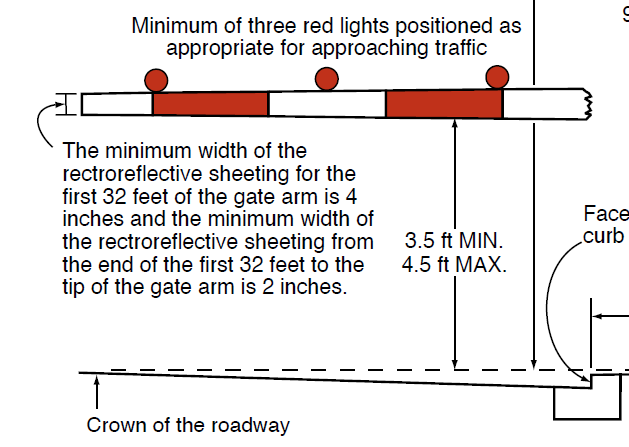 Minimum of three red lights positioned as
appropriate for approaching traffic
The minimum width of the
retroreflective sheeting for the
first 32 feet of the gate arm is 4
inches and the minimum width of
the retroreflective sheeting from
the end of the first 32 feet to the
tip of the gate arm is 2 inches.
3.5 ft MIN.
4.5 ft MAX.
Face
curb
Crown of the roadway